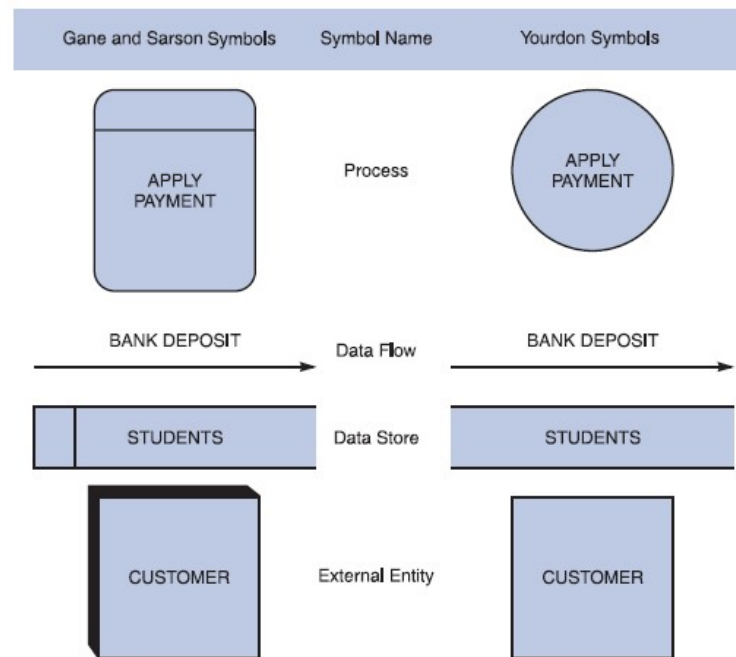 Gane and Sarson Symbols Symbol Name Yourdon Symbols
APPLY
PAYMENT
Process
APPLY
PAYMENT
BANK DEPOSIT
Data Flow
BANK DEPOSIT
STUDENTS
Data Store
STUDENTS
CUSTOMER
External Entity
CUSTOMER